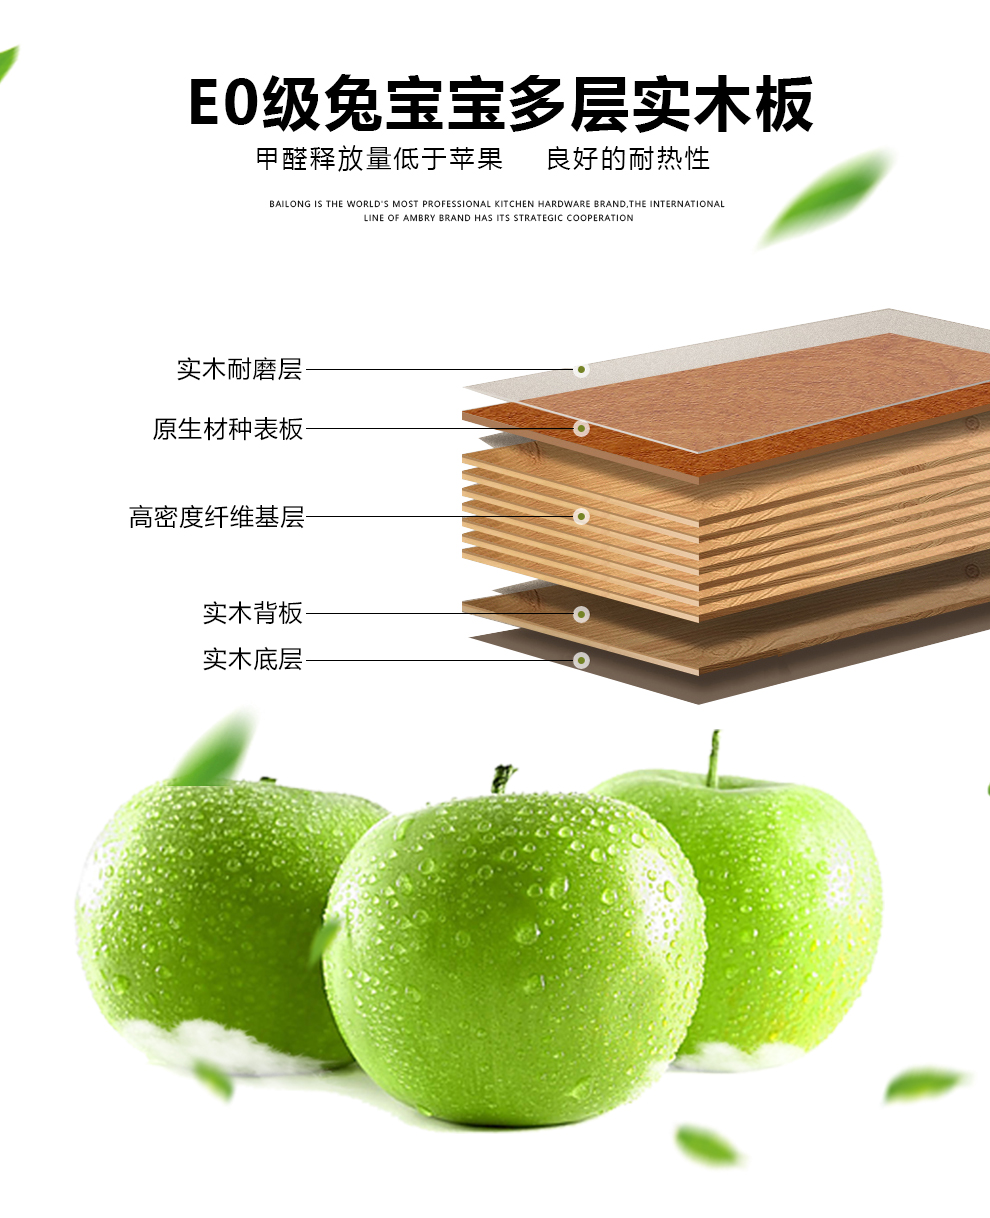 E0级兔宝宝多层实木板
甲醛释放量低于苹果 良好的耐热性
BAILONG IS THE WORLD'S MOST PROFESSIONAL KITCHEN HARDWARE BRAND,THE INTERNATIONAL
LINE OF AMBRY BRAND HAS ITS STRATEGIC COOPERATION
实木耐磨层
原生材种表板
高密度纤维基层
实木背板
实木底层